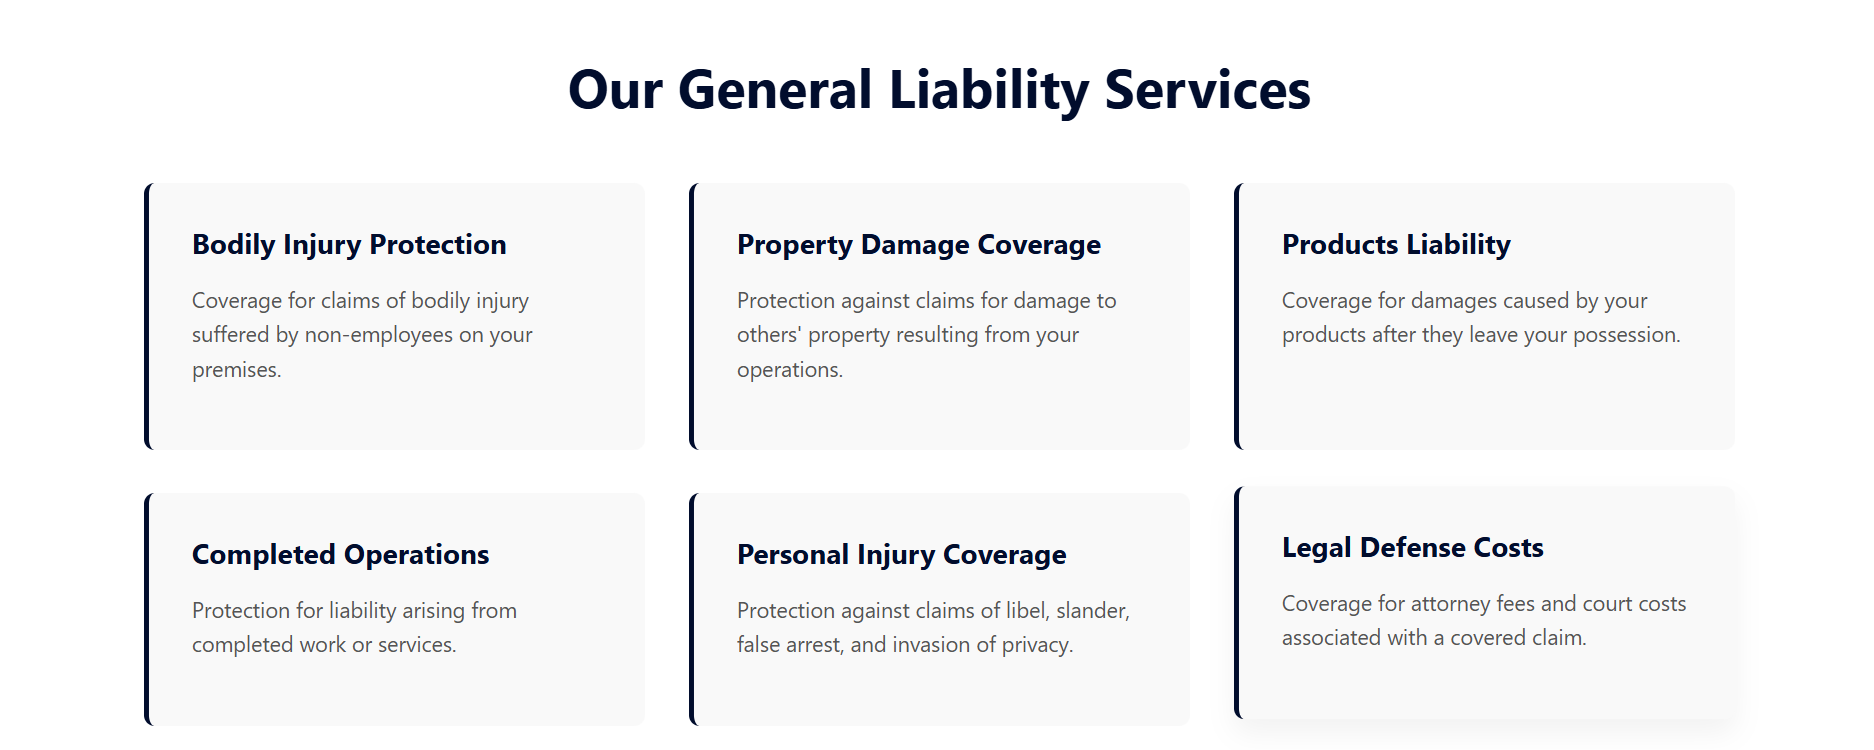 Our General Liability Services
Bodily Injury Protection
Coverage for claims of bodily injury
suffered by non-employees on your
premises.
Property Damage Coverage
Protection against claims for damage to
others' property resulting from your
operations.
Products Liability
Coverage for damages caused by your
products after they leave your possession.
Completed Operations
Protection for liability arising from
completed work or services.
Personal Injury Coverage
Protection against claims of libel, slander,
false arrest, and invasion of privacy.
Legal Defense Costs
Coverage for attorney fees and court costs
associated with a covered claim.